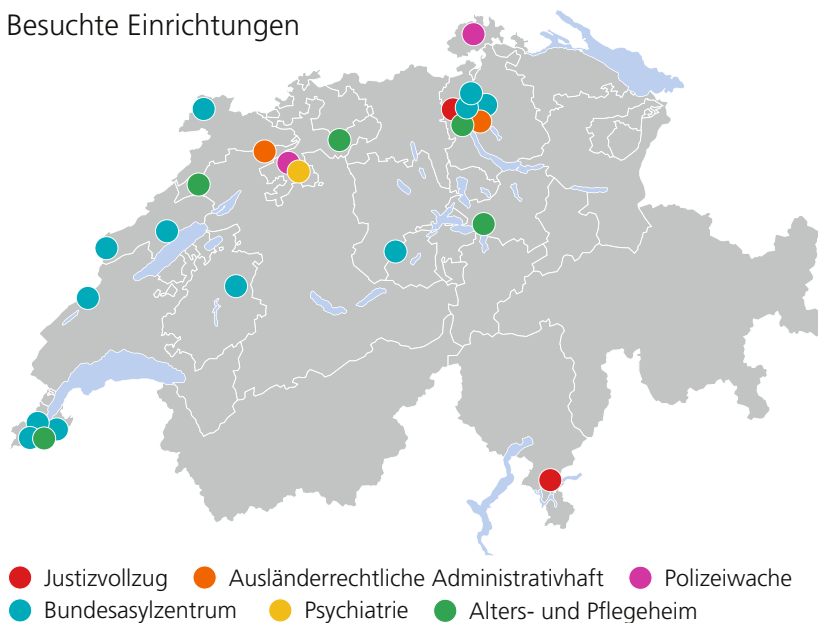 Besuchte Einrichtungen
Justizvollzug Ausländerrechtliche Administrativhaft Polizeiwache
Bundesasylzentrum Psychiatrie Alters- und Pflegeheim